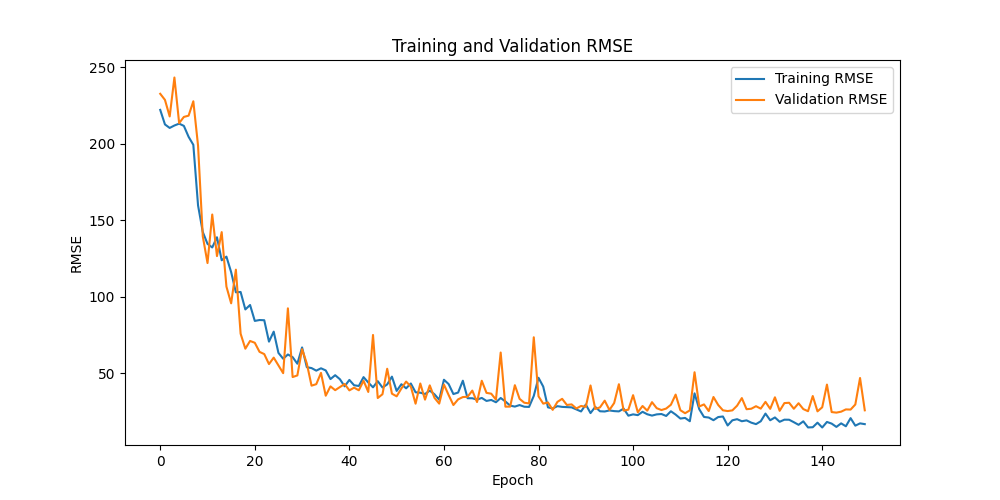 Training and Validation RMSE
250
200
150
100
50
RMSE
Training RMSE
Validation RMSE
0 20 40 60 80 100 120 140
Epoch